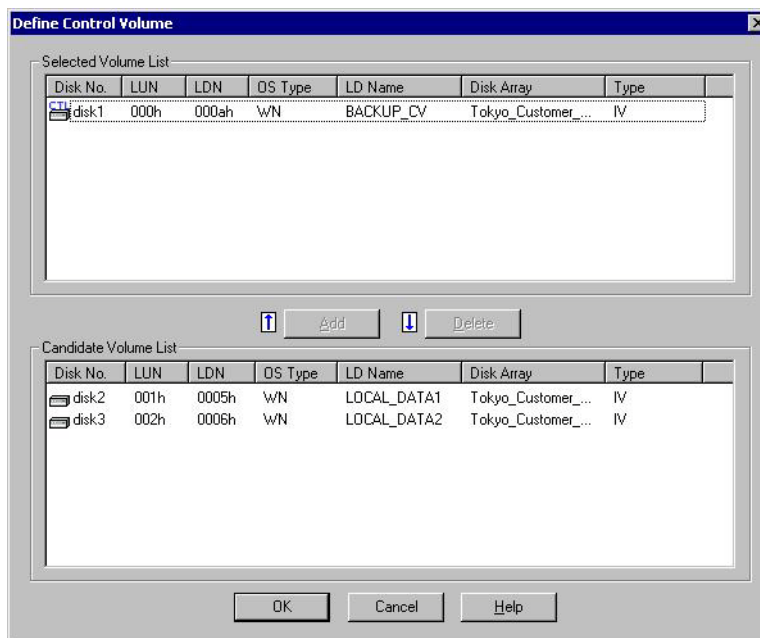 Define Control Volume
Selected Volume List
Disk No. LUN LDN OS Type LD Name Disk Array Type
CTL disk1 000h 000ah WN BACKUP_CV Tokyo_Customer_... IV
Add Delete
Candidate Volume List
Disk No. LUN LDN OS Type LD Name Disk Array Type
disk2 001h 0005h WN LOCAL_DATA1 Tokyo_Customer_... IV
disk3 002h 0006h WN LOCAL_DATA2 Tokyo_Customer_... IV
OK Cancel Help